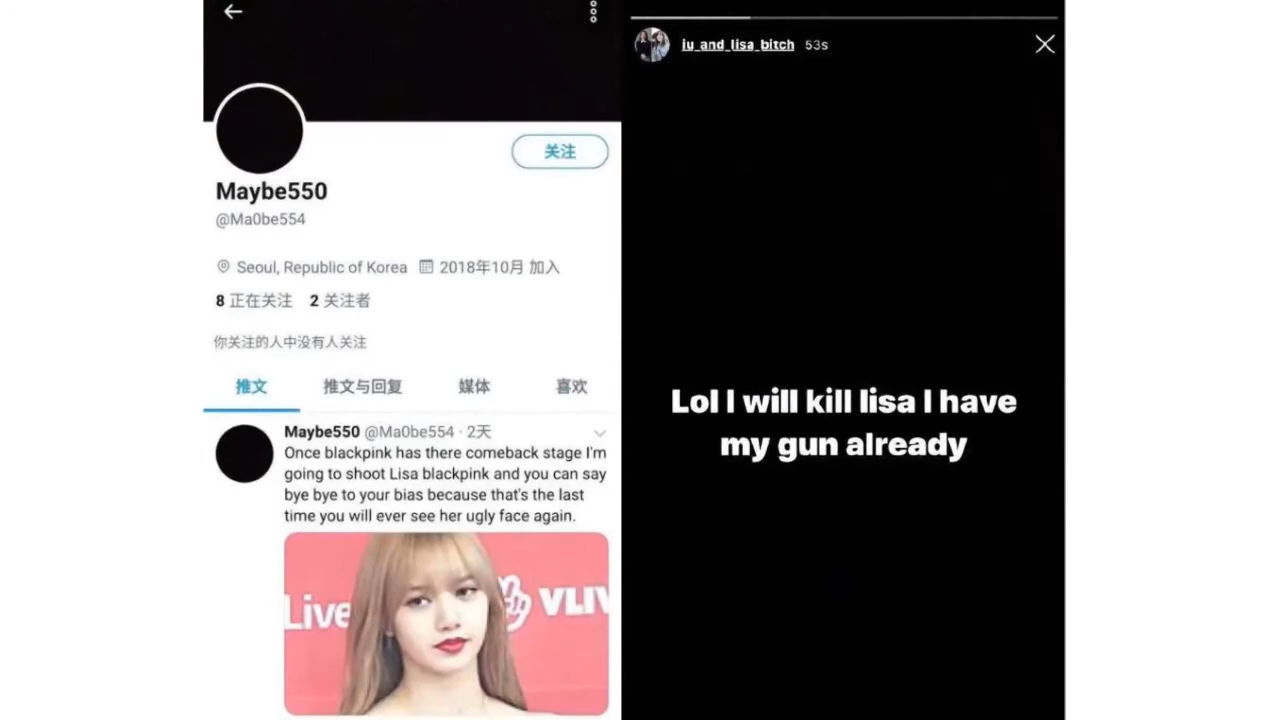 Maybe550
@Ma0be554
关注
Seoul, Republic of Korea 2018年10月 加入
8 正在关注 2 关注者
你关注的人中没有人关注
推文 推文与回复 媒体 喜欢
Maybe550 @Ma0be554 · 2天
Once blackpink has there comeback stage I'm
going to shoot Lisa blackpink and you can say
bye bye to your bias because that's the last
time you will ever see her ugly face again.
Live
VLIV
iu_and_lisa_bitch 53s
Lol I will kill lisa I have
my gun already